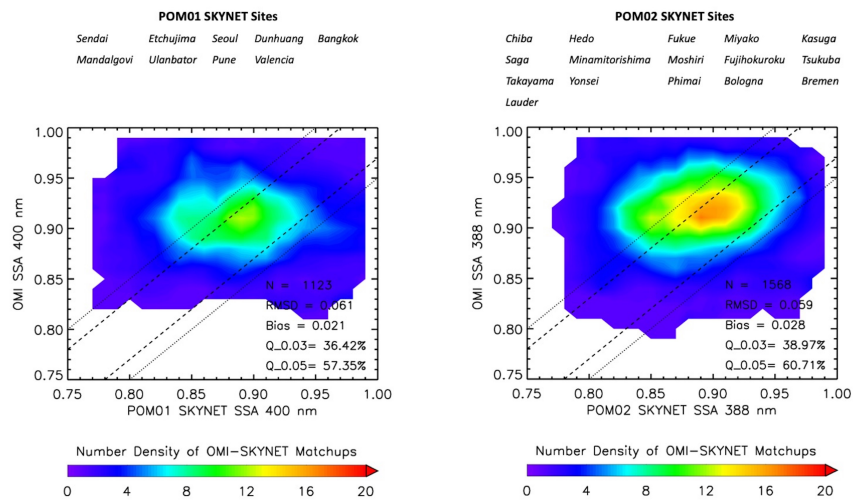 POM01 SKYNET Sites
Sendai Etchujima Seoul Dunhuang Bangkok
Mandalgovi Ulanbator Pune Valencia
1.00
0.95
0.90
0.85
0.80
0.75
OMI SSA 400 nm
N = 1123
RMSD = 0.061
Bias = 0.021
Q_0.03= 36.42%
Q_0.05= 57.35%
0.75 0.80 0.85 0.90 0.95 1.00
POM01 SKYNET SSA 400 nm
Number Density of OMI-SKYNET Matchups
0 4 8 12 16 20
POM02 SKYNET Sites
Chiba Hedo Fukue Miyako Kasuga
Saga Minamitorishima Moshiri Fujihokuroku Tsukuba
Takayama Yonsei Phimai Bologna Bremen
Lauder
1.00
0.95
0.90
0.85
0.80
0.75
OMI SSA 388 nm
N = 1568
RMSD = 0.059
Bias = 0.028
Q_0.03= 38.97%
Q_0.05= 60.71%
0.75 0.80 0.85 0.90 0.95 1.00
POM02 SKYNET SSA 388 nm
Number Density of OMI-SKYNET Matchups
0 4 8 12 16 20